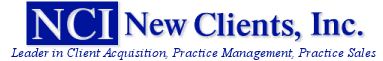 NCI New Clients, Inc.
Leader in Client Acquisition, Practice Management, Practice Sales